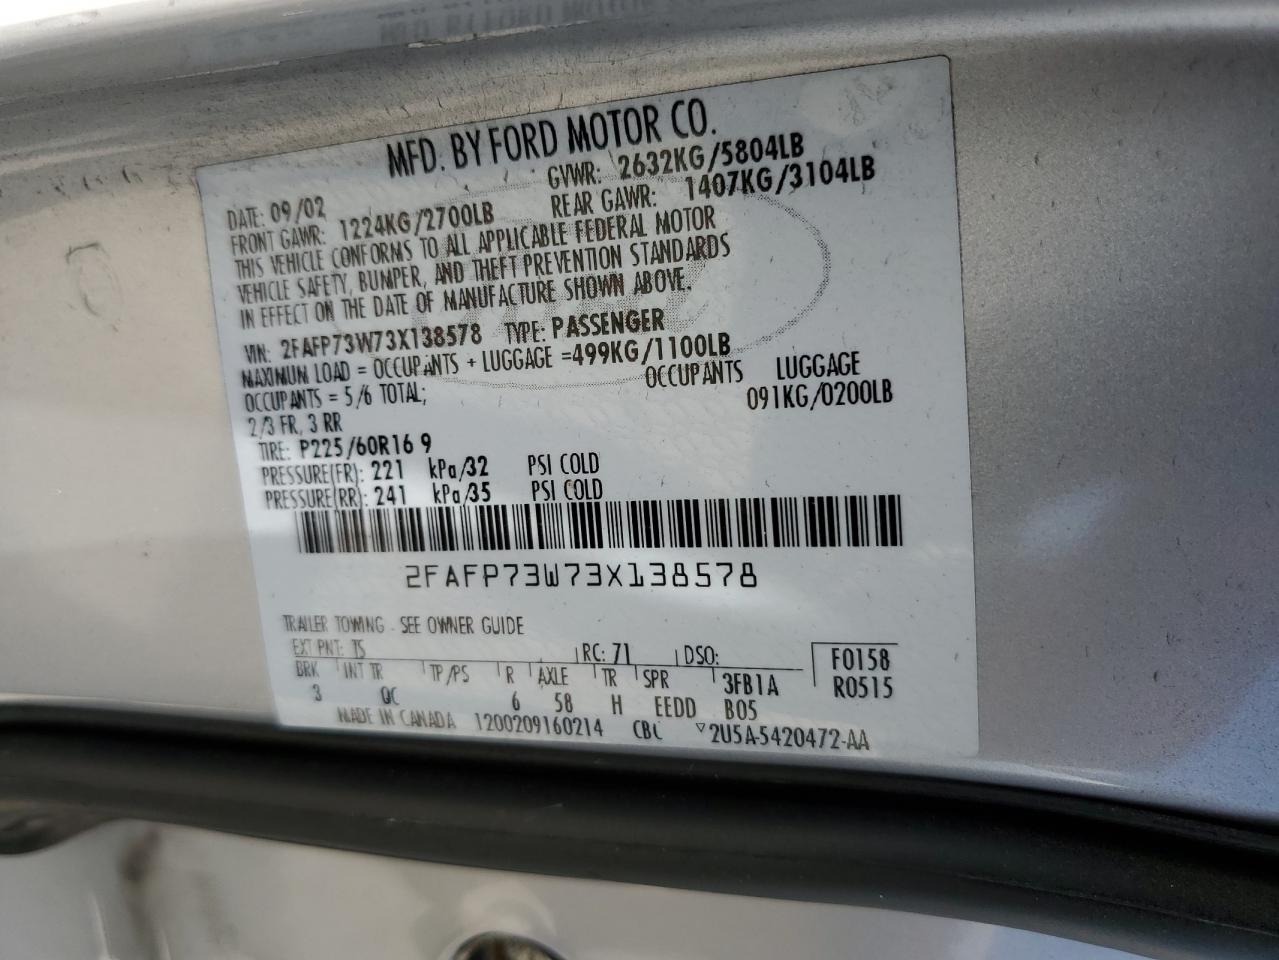 MFD. BY FORD MOTOR CO.
DATE: 09/02 GVWR: 2632KG/5804LB
FRONT GAWR: 1224KG/2700LB REAR GAWR: 1407KG/3104LB
THIS VEHICLE CONFORMS TO ALL APPLICABLE FEDERAL MOTOR
VEHICLE SAFETY, BUMPER, AND THEFT PREVENTION STANDARDS
IN EFFECT ON THE DATE OF MANUFACTURE SHOWN ABOVE.
VIN: 2FAFP73W73X138578 TYPE: PASSENGER
MAXIMUM LOAD = OCCUPANTS + LUGGAGE =499KG/1100LB
OCCUPANTS = 5/6 TOTAL; OCCUPANTS LUGGAGE
2/3 FR, 3 RR 091KG/0200LB
TIRE: P225/60R16 9
PRESSURE(FR): 221 kPa/32 PSI COLD
PRESSURE(RR): 241 kPa/35 PSI COLD
2FAFP73W73X138578
TRAILER TOWING - SEE OWNER GUIDE
EXT PNT: TS RC: 71 DSO: F0158
BRK INT TR TP/PS R AXLE TR SPR 3FB1A R0515
3 QC 6 58 H EEDD B05
MADE IN CANADA 1200209160214 CBC ▽2U5A-5420472-AA